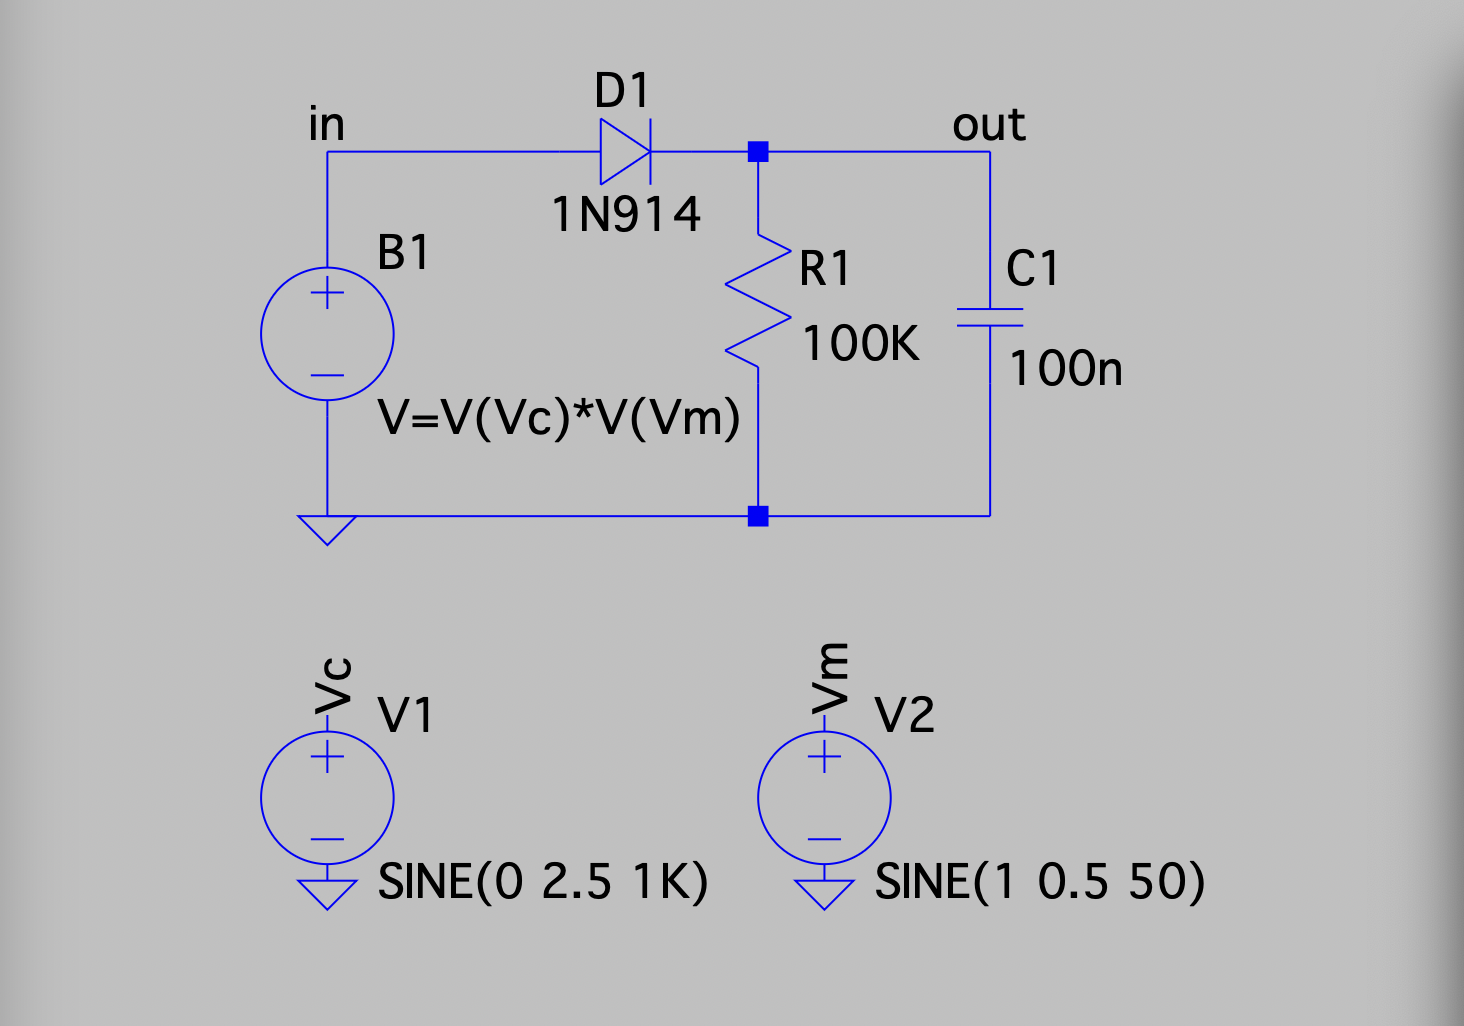 D1
in
out
1N914
B1
R1
C1
100K
100n
V=V(Vc)*V(Vm)
Vc
V1
Vm
V2
SINE(0 2.5 1K)
SINE(1 0.5 50)